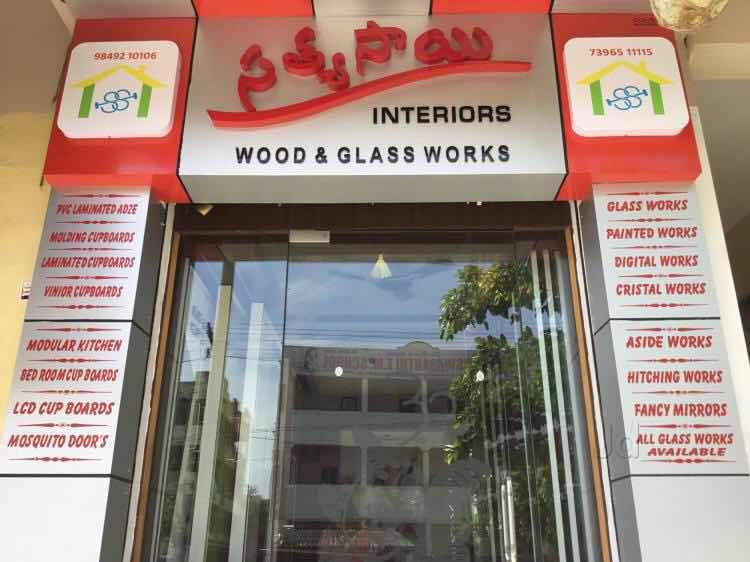 98492 10106
సత్యసాయి
73965 11115
INTERIORS
WOOD & GLASS WORKS
PVC LAMINATED ADZE
MOLDING CUPBOARDS
LAMINATED CUPBOARDS
VINIOR CUPBOARDS
MODULAR KITCHEN
BED ROOM CUP BOARDS
LCD CUP BOARDS
MOSQUITO DOOR'S
GLASS WORKS
PAINTED WORKS
DIGITAL WORKS
CRISTAL WORKS
ASIDE WORKS
HITCHING WORKS
FANCY MIRRORS
ALL GLASS WORKS
AVAILABLE
Jd